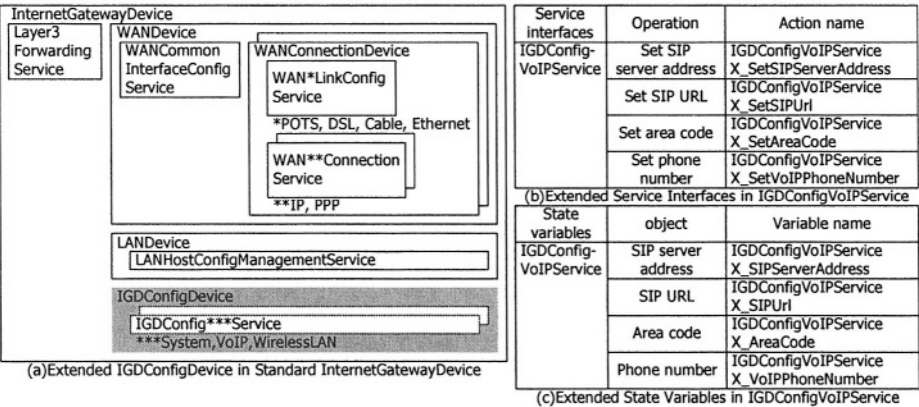 InternetGatewayDevice
Layer3
Forwarding
Service
WANDevice
WANCommon
InterfaceConfig
Service
WANConnectionDevice
WAN*LinkConfig
Service
*POTS, DSL, Cable, Ethernet
WAN**Connection
Service
**IP, PPP
LANDevice
LANHostConfigManagementService
IGDConfigDevice
IGDConfig***Service
***System,VoIP,WirelessLAN
(a)Extended IGDConfigDevice in Standard InternetGatewayDevice
Service
interfaces
Operation
Action name
IGDConfig-
VoIPService
Set SIP
server address
IGDConfigVoIPService
X_SetSIPServerAddress
Set SIP URL
IGDConfigVoIPService
X_SetSIPUrl
Set area code
IGDConfigVoIPService
X_SetAreaCode
Set phone
number
IGDConfigVoIPService
X_SetVoIPPhoneNumber
(b)Extended Service Interfaces in IGDConfigVoIPService
State
variables
object
Variable name
IGDConfig-
VoIPService
SIP server
address
IGDConfigVoIPService
X_SIPServerAddress
SIP URL
IGDConfigVoIPService
X_SIPUrl
Area code
IGDConfigVoIPService
X_AreaCode
Phone number
IGDConfigVoIPService
X_VoIPPhoneNumber
(c)Extended State Variables in IGDConfigVoIPService